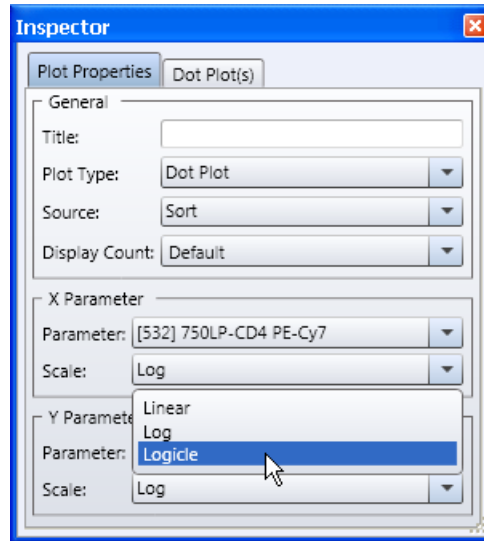 Inspector
Plot Properties Dot Plot(s)
General
Title:
Plot Type: Dot Plot
Source: Sort
Display Count: Default
X Parameter
Parameter: [532] 750LP-CD4 PE-Cy7
Scale: Log
Linear
Y Paramete
Log
Parameter: Logicle
Scale: Log